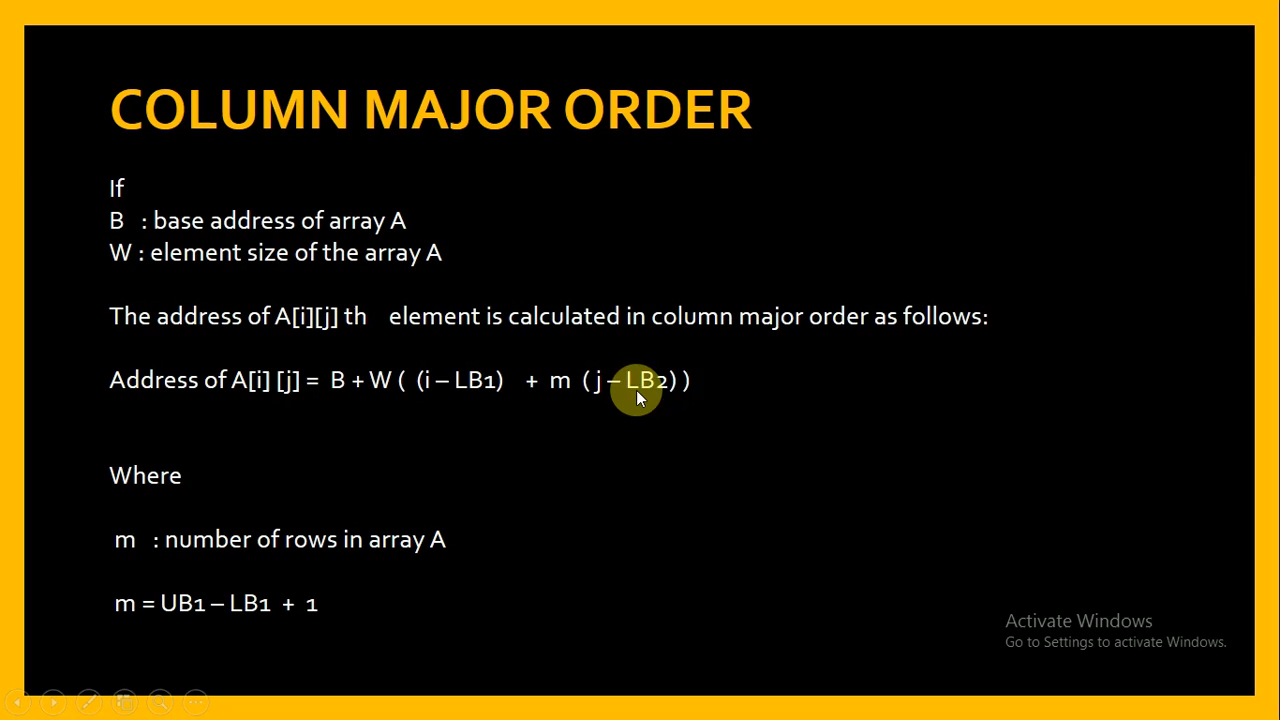 COLUMN MAJOR ORDER
If
B : base address of array A
W : element size of the array A
The address of A[i][j] th element is calculated in column major order as follows:
Address of A[i] [j] = B + W ( (i – LB1) + m ( j – LB2) )
Where
m : number of rows in array A
m = UB1 – LB1 + 1
Activate Windows
Go to Settings to activate Windows.